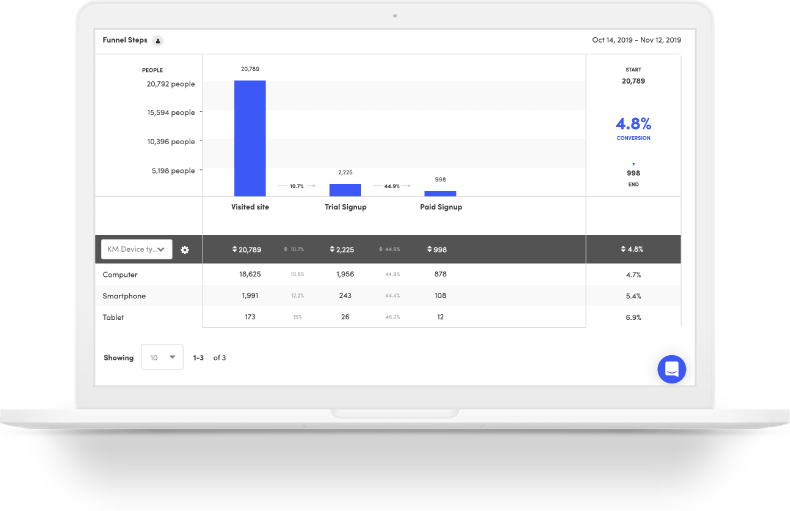 Funnel Steps
Oct 14, 2019 – Nov 12, 2019
PEOPLE
20,792 people
15,594 people
10,396 people
5,198 people
20,789
10.7%
2,225
44.9%
998
START
20,789
4.8%
CONVERSION
998
END
Visited site Trial Signup Paid Signup
KM Device ty... 20,789 10.7% 2,225 44.9% 998 4.8%
Computer 18,625 1,956 44.9% 878 4.7%
Smartphone 1,991 12.2% 243 44.4% 108 5.4%
Tablet 173 15% 26 46.2% 12 6.9%
Showing 10 1-3 of 3